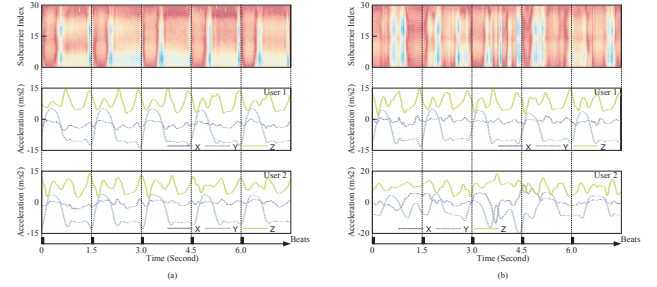 Subcarrier Index
30
15
0
Acceleration (m/s2)
15
0
-15
User 1
X Y Z
Acceleration (m/s2)
15
0
-15
User 2
X Y Z
0 1.5 3.0 4.5 6.0
Beats
Time (Second)
(a)
Subcarrier Index
30
15
0
Acceleration (m/s2)
15
0
-15
User 1
X Y Z
Acceleration (m/s2)
20
0
-20
User 2
X Y Z
0 1.5 3.0 4.5 6.0
Beats
Time (Second)
(b)